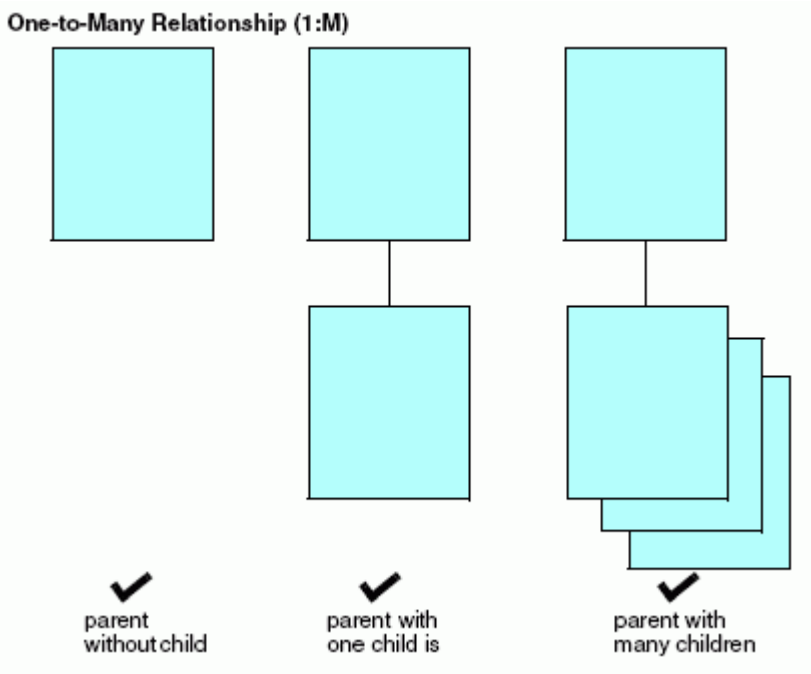 One-to-Many Relationship (1:M)
parent
without child
parent with
one child is
parent with
many children